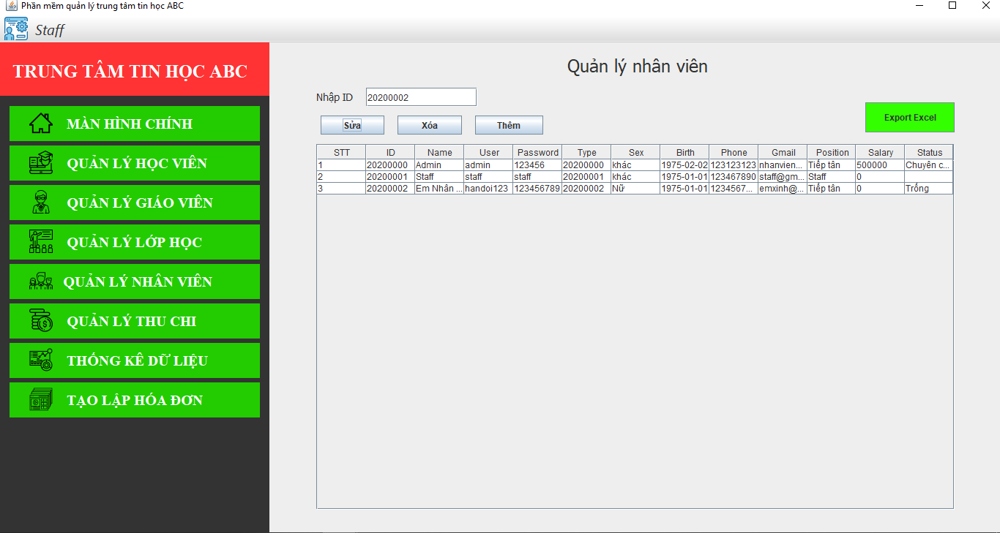 Phần mềm quản lý trung tâm tin học ABC
Staff
TRUNG TÂM TIN HỌC ABC
MÀN HÌNH CHÍNH
QUẢN LÝ HỌC VIÊN
QUẢN LÝ GIÁO VIÊN
QUẢN LÝ LỚP HỌC
QUẢN LÝ NHÂN VIÊN
QUẢN LÝ THU CHI
THỐNG KÊ DỮ LIỆU
TẠO LẬP HÓA ĐƠN
Quản lý nhân viên
Nhập ID 20200002
Sửa Xóa Thêm
Export Excel
STT ID Name User Password Type Sex Birth Phone Gmail Position Salary Status
1 20200000 Admin admin 123456 20200000 khác 1975-02-02 123123123 nhanvien... Tiếp tân 500000 Chuyên c...
2 20200001 Staff staff staff 20200001 khác 1975-01-01 123467890 staff@gm... Staff 0
3 20200002 Em Nhân ... handoi123 123456789 20200002 Nữ 1975-01-01 1234567... emxinh@... Tiếp tân 0 Trống